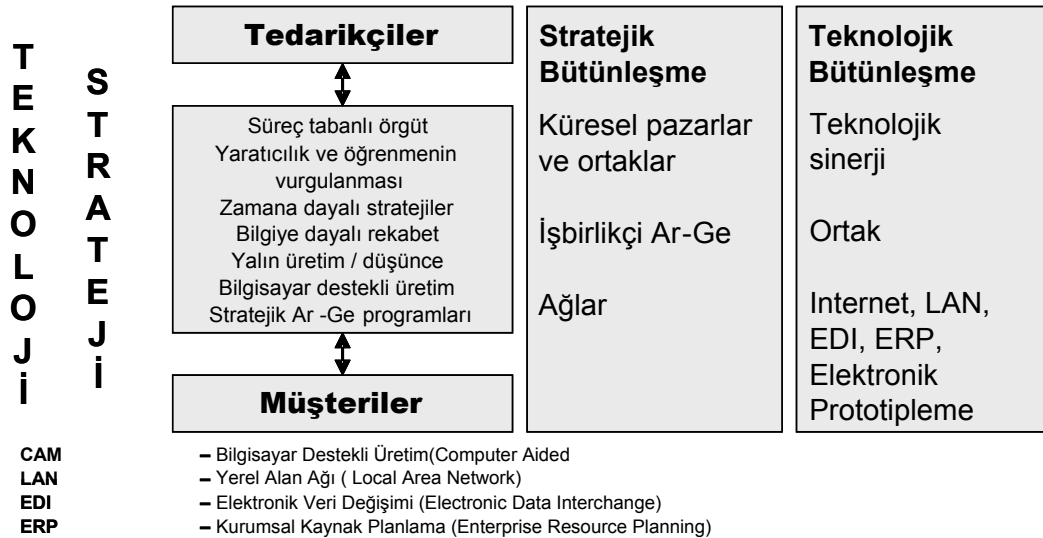 TEKNOLOJİ
STRATEJİ
Tedarikçiler
Süreç tabanlı örgüt
Yaratıcılık ve öğrenmenin
vurgulanması
Zamana dayalı stratejiler
Bilgiye dayalı rekabet
Yalın üretim / düşünce
Bilgisayar destekli üretim
Stratejik Ar -Ge programları
Müşteriler
Stratejik
Bütünleşme
Küresel pazarlar
ve ortaklar
İşbirlikçi Ar-Ge
Ağlar
Teknolojik
Bütünleşme
Teknolojik
sinerji
Ortak
Internet, LAN,
EDI, ERP,
Elektronik
Prototipleme
CAM – Bilgisayar Destekli Üretim(Computer Aided
LAN – Yerel Alan Ağı ( Local Area Network)
EDI – Elektronik Veri Değişimi (Electronic Data Interchange)
ERP – Kurumsal Kaynak Planlama (Enterprise Resource Planning)